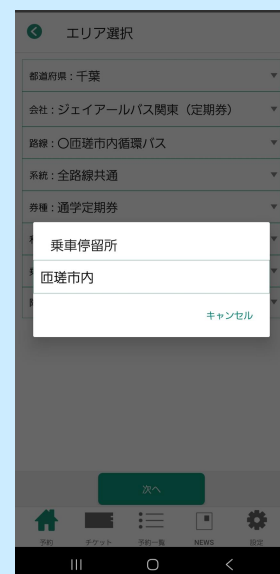 エリア選択
都道府県：千葉
会社：ジェイアールバス関東（定期券）
路線：〇匝瑳市内循環バス
系統：全路線共通
券種：通学定期券
乗車停留所
匝瑳市内
キャンセル
次へ
予約 チケット 予約一覧 NEWS 設定